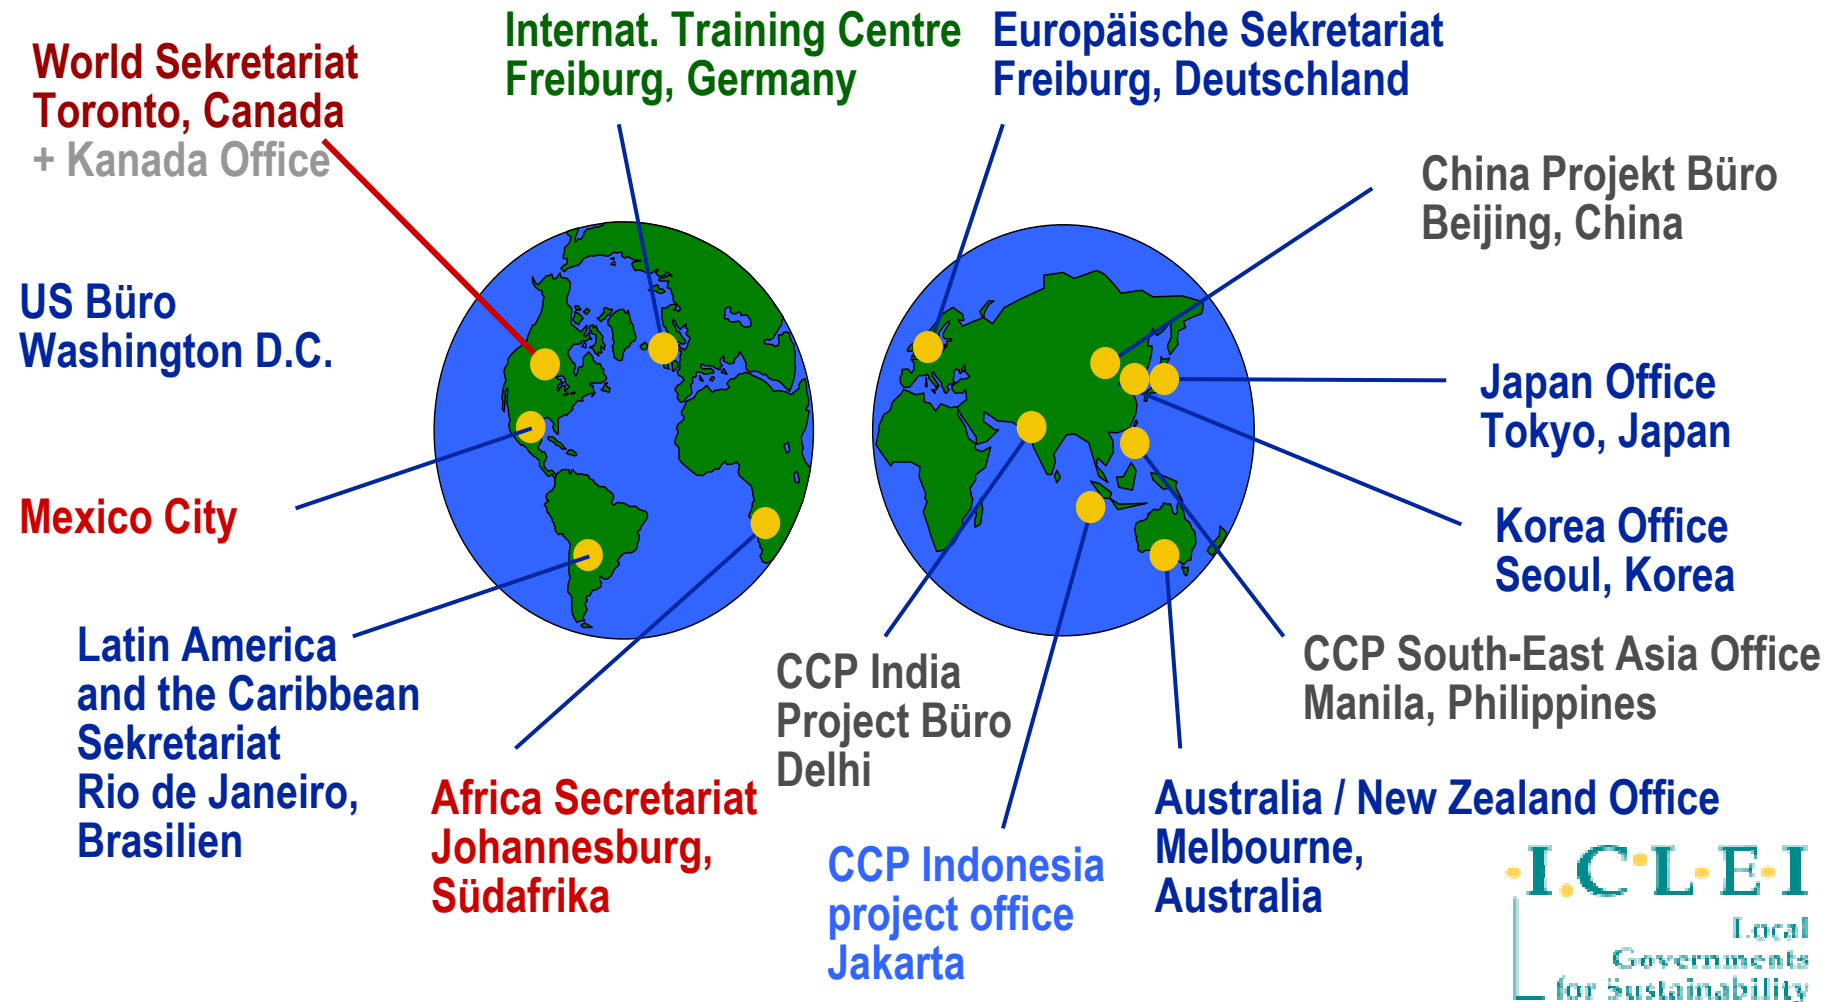 World Sekretariat
Toronto, Canada
+ Kanada Office
Internat. Training Centre
Freiburg, Germany
Europäische Sekretariat
Freiburg, Deutschland
China Projekt Büro
Beijing, China
US Büro
Washington D.C.
Japan Office
Tokyo, Japan
Mexico City
Korea Office
Seoul, Korea
Latin America
and the Caribbean
Sekretariat
Rio de Janeiro,
Brasilien
CCP South-East Asia Office
Manila, Philippines
CCP India
Project Büro
Delhi
Africa Secretariat
Johannesburg,
Südafrika
CCP Indonesia
project office
Jakarta
Australia / New Zealand Office
Melbourne,
Australia
·I.C·L·E·I
Local
Governments
for Sustainability